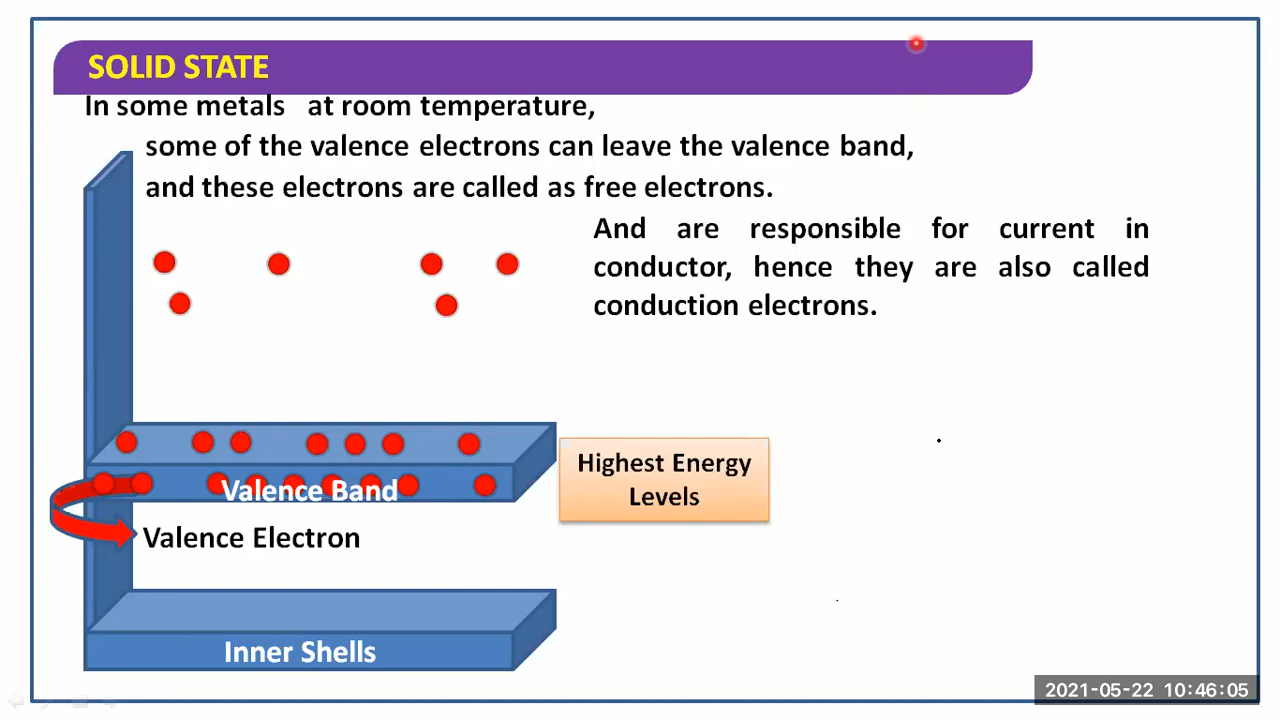 SOLID STATE
In some metals at room temperature,
some of the valence electrons can leave the valence band,
and these electrons are called as free electrons.
And are responsible for current in
conductor, hence they are also called
conduction electrons.
Highest Energy
Levels
Valence Band
Valence Electron
Inner Shells
2021-05-22 10:46:05